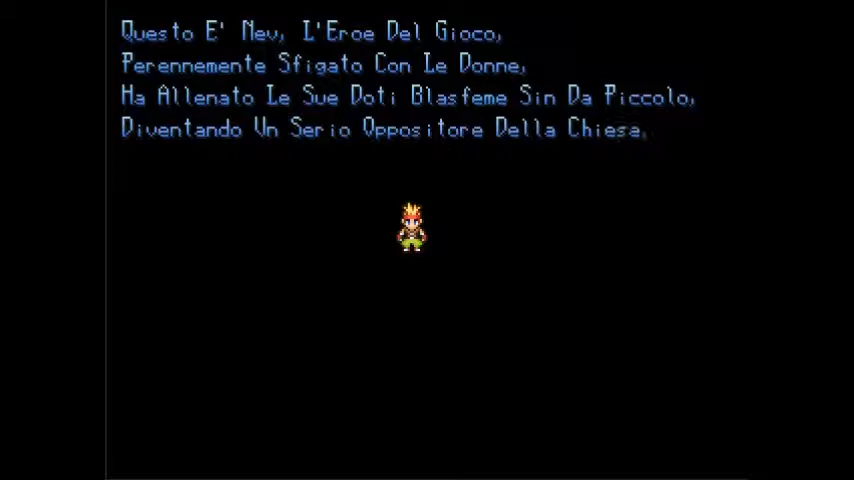 Questo E' Nev, L'Eroe Del Gioco,
Perennemente Sfigato Con Le Donne,
Ha Allenato Le Sue Doti Blasfeme Sin Da Piccolo,
Diventando Un Serio Oppositore Della Chiesa,